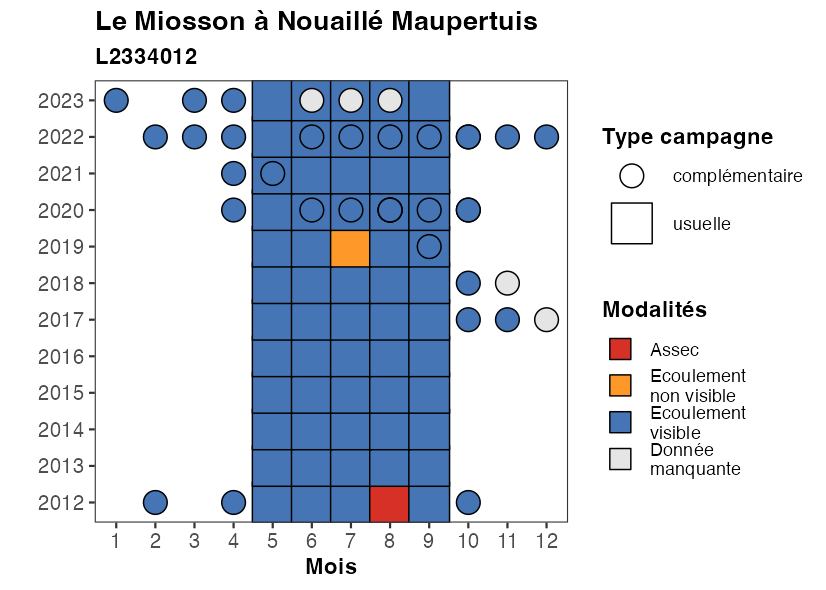 Le Miosson à Nouaillé Maupertuis
L2334012
2023
2022
2021
2020
2019
2018
2017
2016
2015
2014
2013
2012
1 2 3 4 5 6 7 8 9 10 11 12
Mois
Type campagne
complémentaire
usuelle
Modalités
Assec
Ecoulement
non visible
Ecoulement
visible
Donnée
manquante